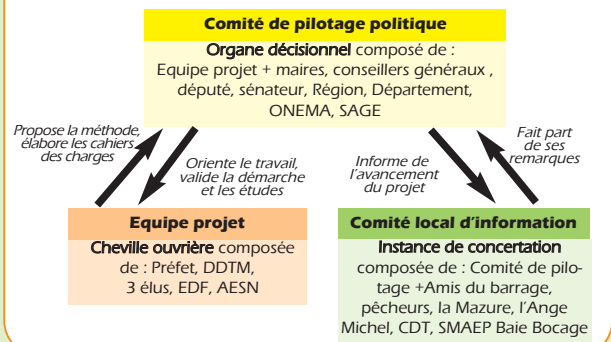 Comité de pilotage politique
Organe décisionnel composé de :
Equipe projet + maires, conseillers généraux ,
député, sénateur, Région, Département,
ONEMA, SAGE
Propose la méthode,
élabore les cahiers
des charges
Oriente le travail,
valide la démarche
et les études
Informe de
l'avancement
du projet
Fait part
de ses
remarques
Equipe projet
Cheville ouvrière composée
de : Préfet, DDTM,
3 élus, EDF, AESN
Comité local d'information
Instance de concertation
composée de : Comité de pilo-
tage +Amis du barrage,
pêcheurs, la Mazure, l'Ange
Michel, CDT, SMAEP Baie Bocage